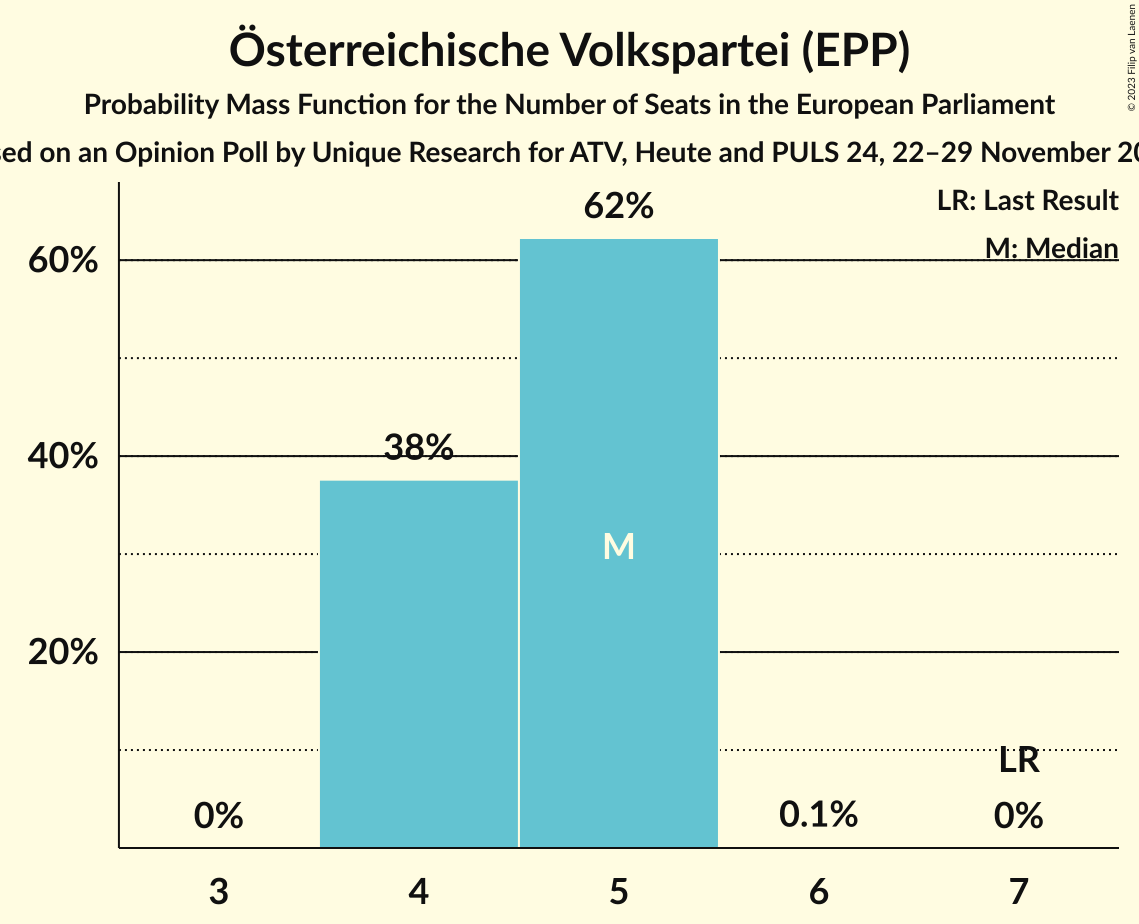 Österreichische Volkspartei (EPP)
Probability Mass Function for the Number of Seats in the European Parliament
on an Opinion Poll by Unique Research for ATV, Heute and PULS 24, 22–29 November
© 2023 Filip van Laenen
LR: Last Result
M: Median
62%
60%
38%
40%
M
20%
LR
0%
0.1%
0%
3 4 5 6 7